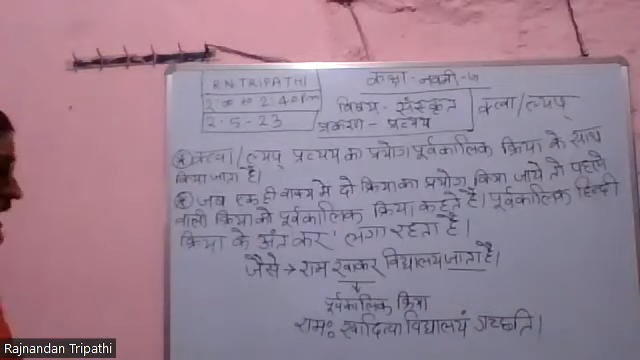 R.N TRIPATHI
2:00 to 2:40 Pm
2-5-23
कक्षा - नवमी-अ
विषय - संस्कृत
प्रकरण - प्रत्यय
क्त्वा/ल्यप्
क्त्वा/ल्यप् प्रत्यय का प्रयोग पूर्वकालिक क्रिया के साथ
किया जाता है।
जब एक ही वाक्य मे दो क्रिया का प्रयोग किया जाये तो पहले
वाली क्रिया को पूर्वकालिक क्रिया कहते है। पूर्वकालिक हिन्दी
क्रिया के अंत कर' लगा रहता है।
जैसे → राम खाकर विद्यालय जाता है।
पूर्वकालिक क्रिया
रामः खादित्वा विद्यालयं गच्छति।
Rajnandan Tripathi